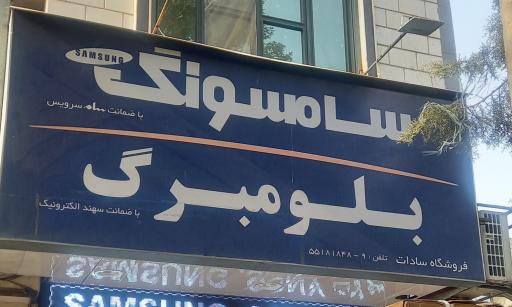 SAMSUNG
سامسونگ
با ضمانت سام سرویس
بلومبرگ
با ضمانت سهند الکترونیک
فروشگاه سادات تلفن: ۹ - ۵۵۱۸۱۸۴۸
SAMSUNG